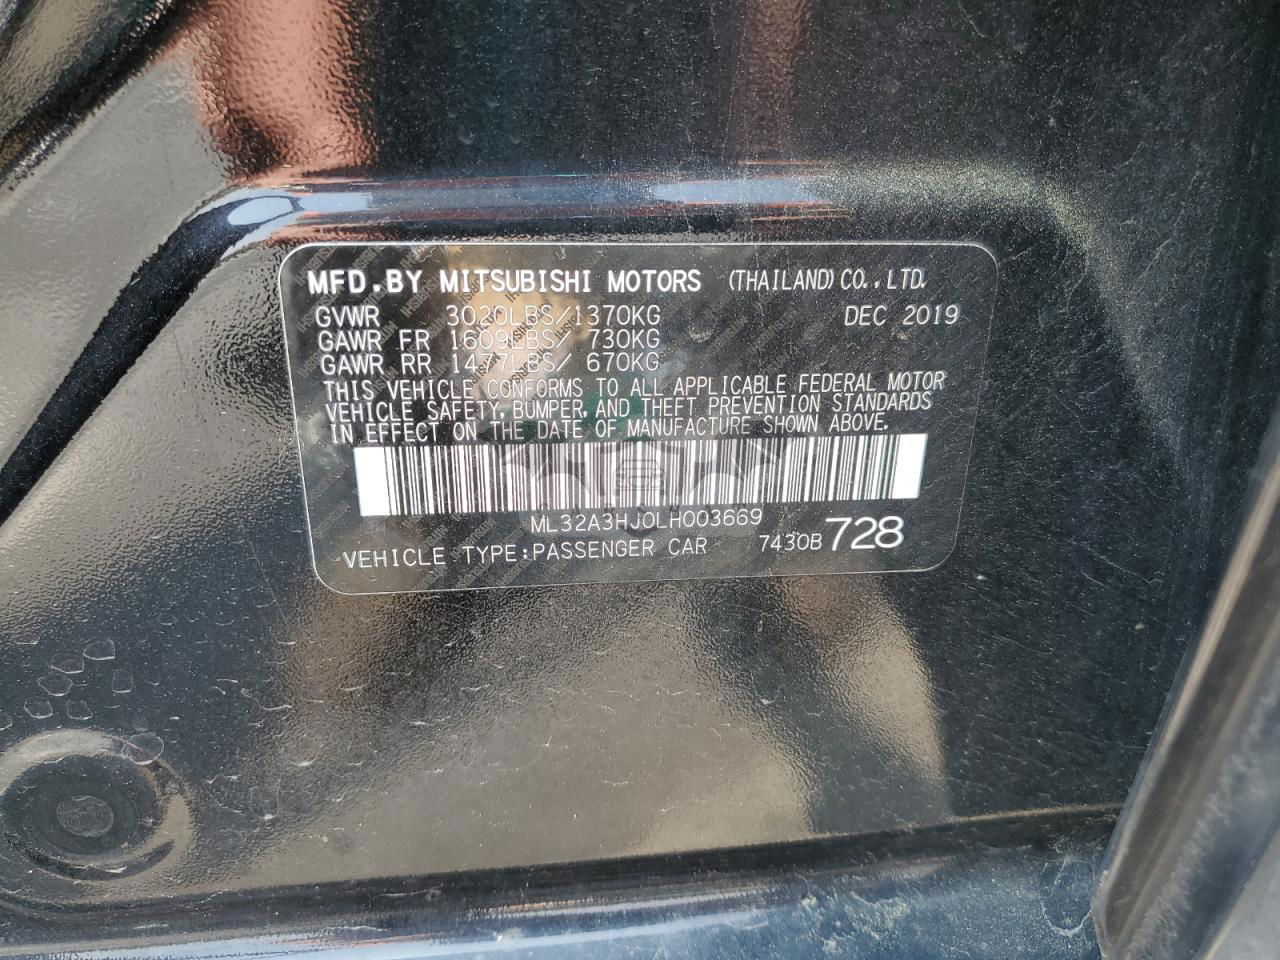 MFD.BY MITSUBISHI MOTORS (THAILAND)CO.,LTD.
GVWR 3020LBS/1370KG DEC 2019
GAWR FR 1609LBS/ 730KG
GAWR RR 1477LBS/ 670KG
THIS VEHICLE CONFORMS TO ALL APPLICABLE FEDERAL MOTOR
VEHICLE SAFETY, BUMPER, AND THEFT PREVENTION STANDARDS
IN EFFECT ON THE DATE OF MANUFACTURE SHOWN ABOVE.
ML32A3HJ0LH003669
VEHICLE TYPE:PASSENGER CAR 7430B728